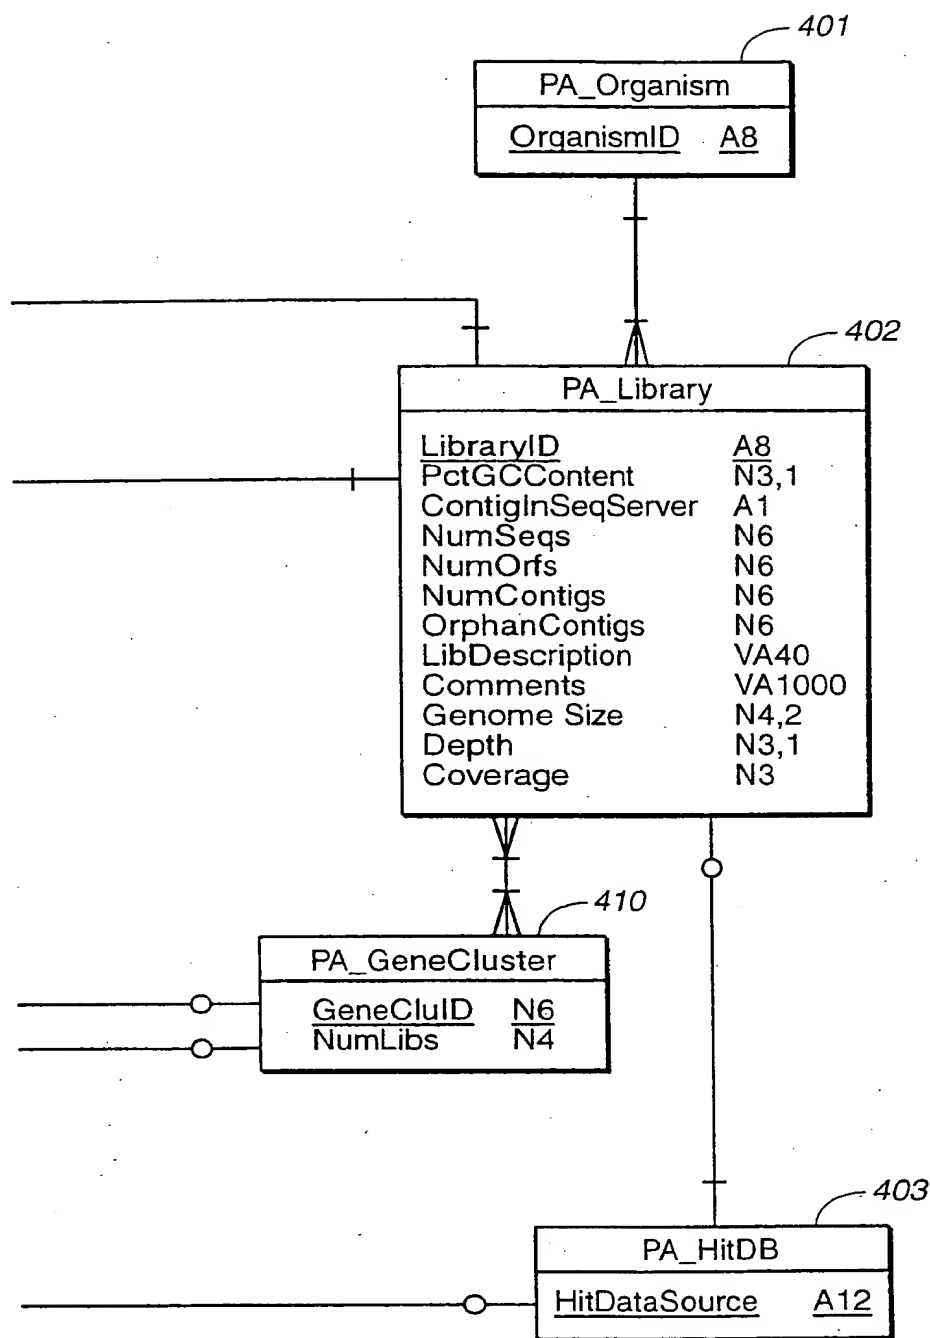 401
PA_Organism
OrganismID A8
402
PA_Library
LibraryID A8
PctGCContent N3,1
ContigInSeqServer A1
NumSeqs N6
NumOrfs N6
NumContigs N6
OrphanContigs N6
LibDescription VA40
Comments VA1000
Genome Size N4,2
Depth N3,1
Coverage N3
410
PA_GeneCluster
GeneCluID N6
NumLibs N4
403
PA_HitDB
HitDataSource A12